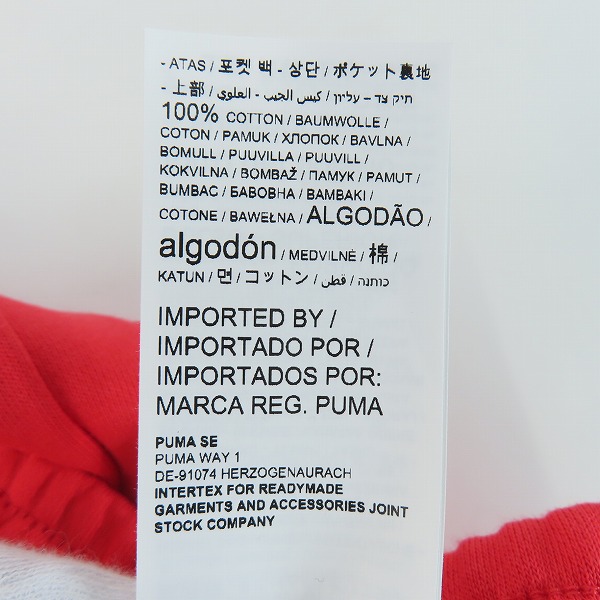 - ATAS / 포켓 백 - 상단 / ポケット裏地
- 上部 / كيس الجيب - العلوي / תיק צד – עליון
100% COTTON / BAUMWOLLE /
COTON / PAMUK / ХЛОПОК / BAVLNA /
BOMULL / PUUVILLA / PUUVILL /
KOKVILNA / BOMBAŽ / ПАМУК / PAMUT /
BUMBAC / БАВОВНА / ΒΑΜΒΑΚΙ /
COTONE / BAWEŁNA / ALGODÃO /
algodón / MEDVILNĖ / 棉 /
KATUN / 면 / コットン / قطن / כותנה
IMPORTED BY /
IMPORTADO POR /
IMPORTADOS POR:
MARCA REG. PUMA
PUMA SE
PUMA WAY 1
DE-91074 HERZOGENAURACH
INTERTEX FOR READYMADE
GARMENTS AND ACCESSORIES JOINT
STOCK COMPANY